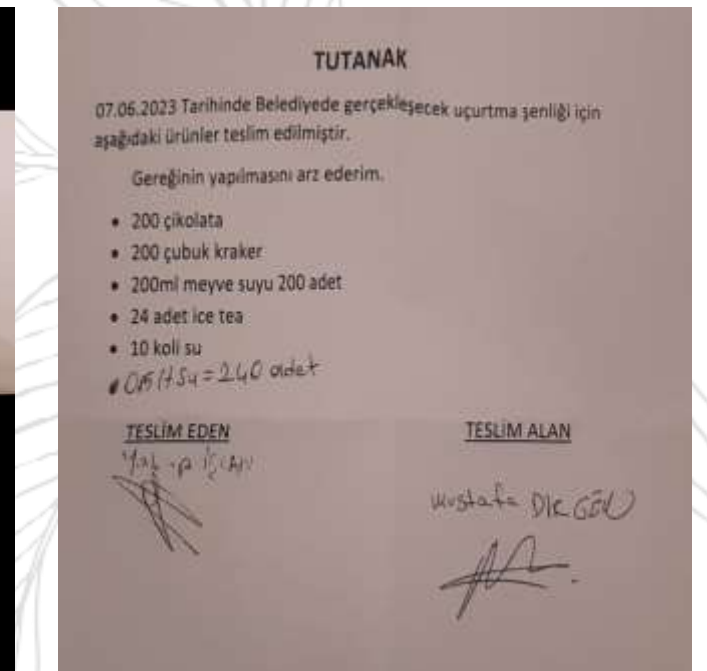 TUTANAK
07.06.2023 Tarihinde Belediyede gerçekleşecek uçurtma şenliği için
aşağıdaki ürünler teslim edilmiştir.
Gereğinin yapılmasını arz ederim.
• 200 çikolata
• 200 çubuk kraker
• 200ml meyve suyu 200 adet
• 24 adet ice tea
• 10 koli su
• Su = 240 adet
TESLİM EDEN
TESLİM ALAN
Mustafa